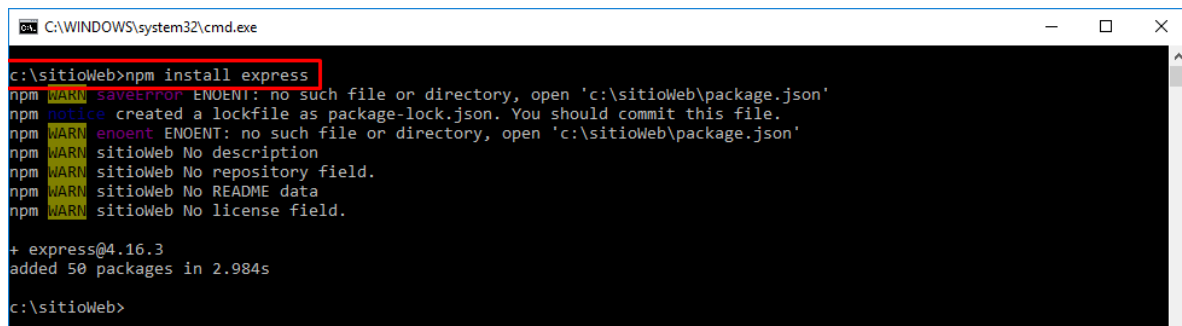 C:\WINDOWS\system32\cmd.exe
c:\sitioWeb>npm install express
npm WARN saveError ENOENT: no such file or directory, open 'c:\sitioWeb\package.json'
npm notice created a lockfile as package-lock.json. You should commit this file.
npm WARN enoent ENOENT: no such file or directory, open 'c:\sitioWeb\package.json'
npm WARN sitioWeb No description
npm WARN sitioWeb No repository field.
npm WARN sitioWeb No README data
npm WARN sitioWeb No license field.
+ express@4.16.3
added 50 packages in 2.984s
c:\sitioWeb>